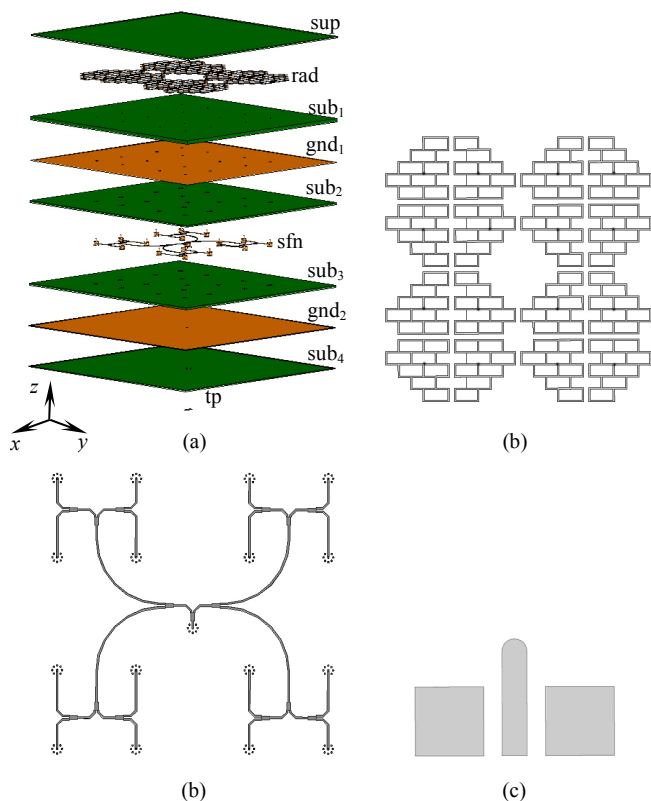 sup
rad
sub₁
gnd₁
sub₂
sfn
sub₃
gnd₂
sub₄
tp
z
x
y
(a)
(b)
(b)
(c)